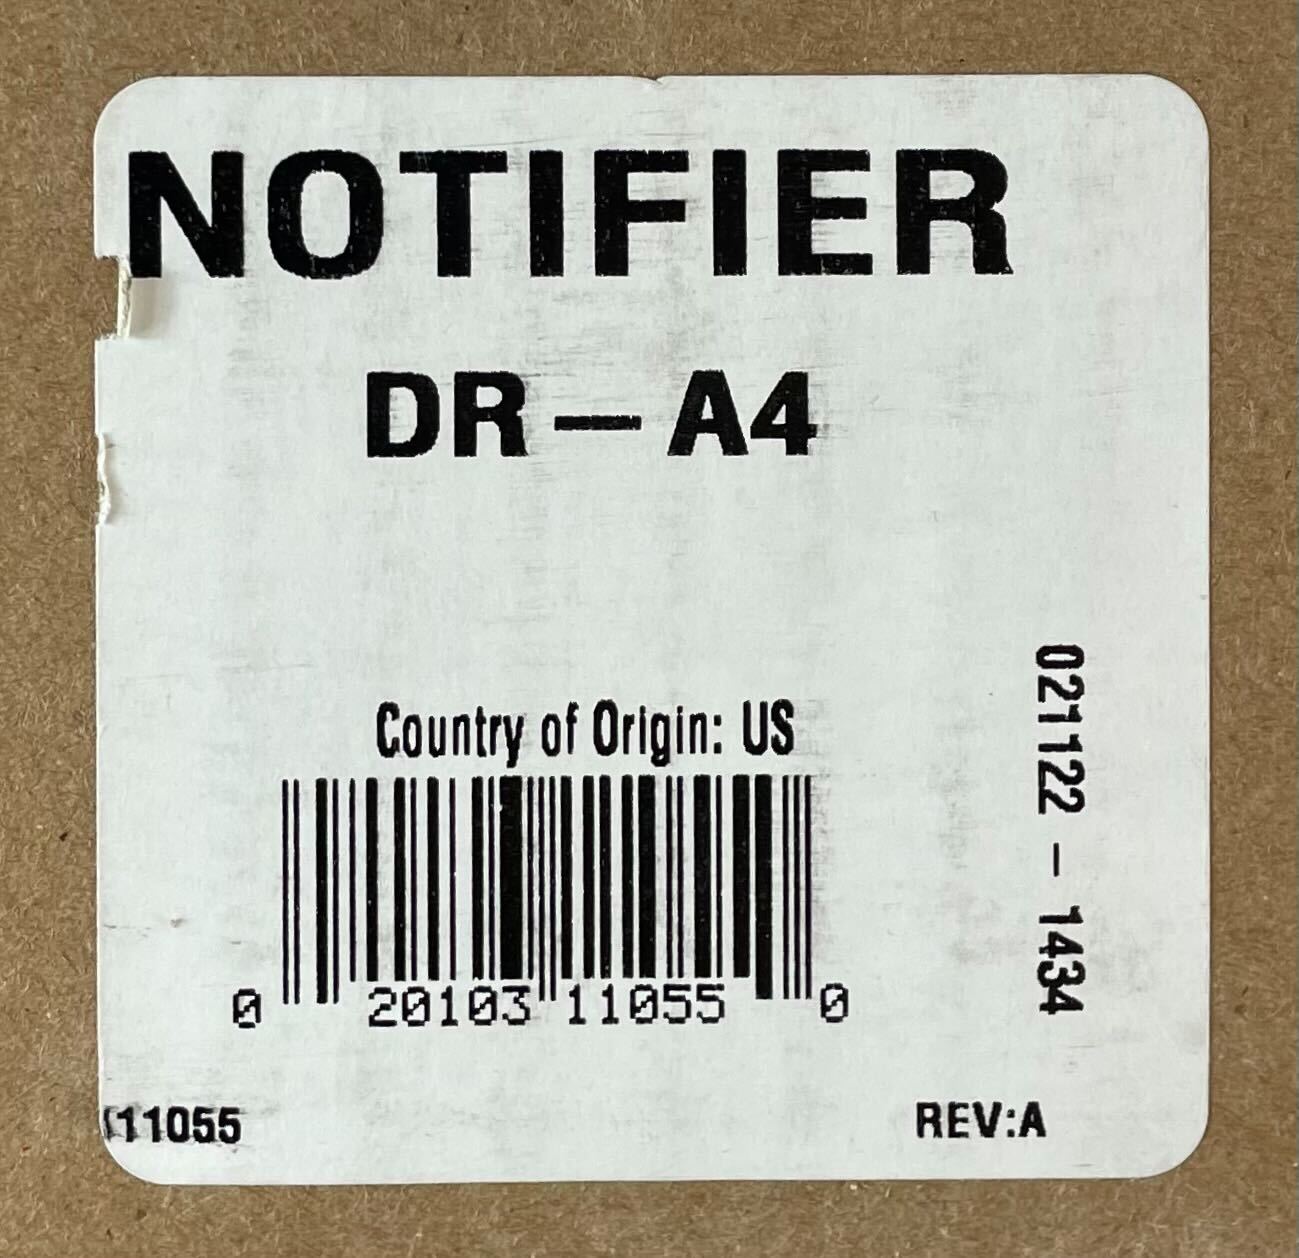 NOTIFIER
DR-A4
Country of Origin: US
0 20103 11055 0
021122 - 1434
11055
REV:A